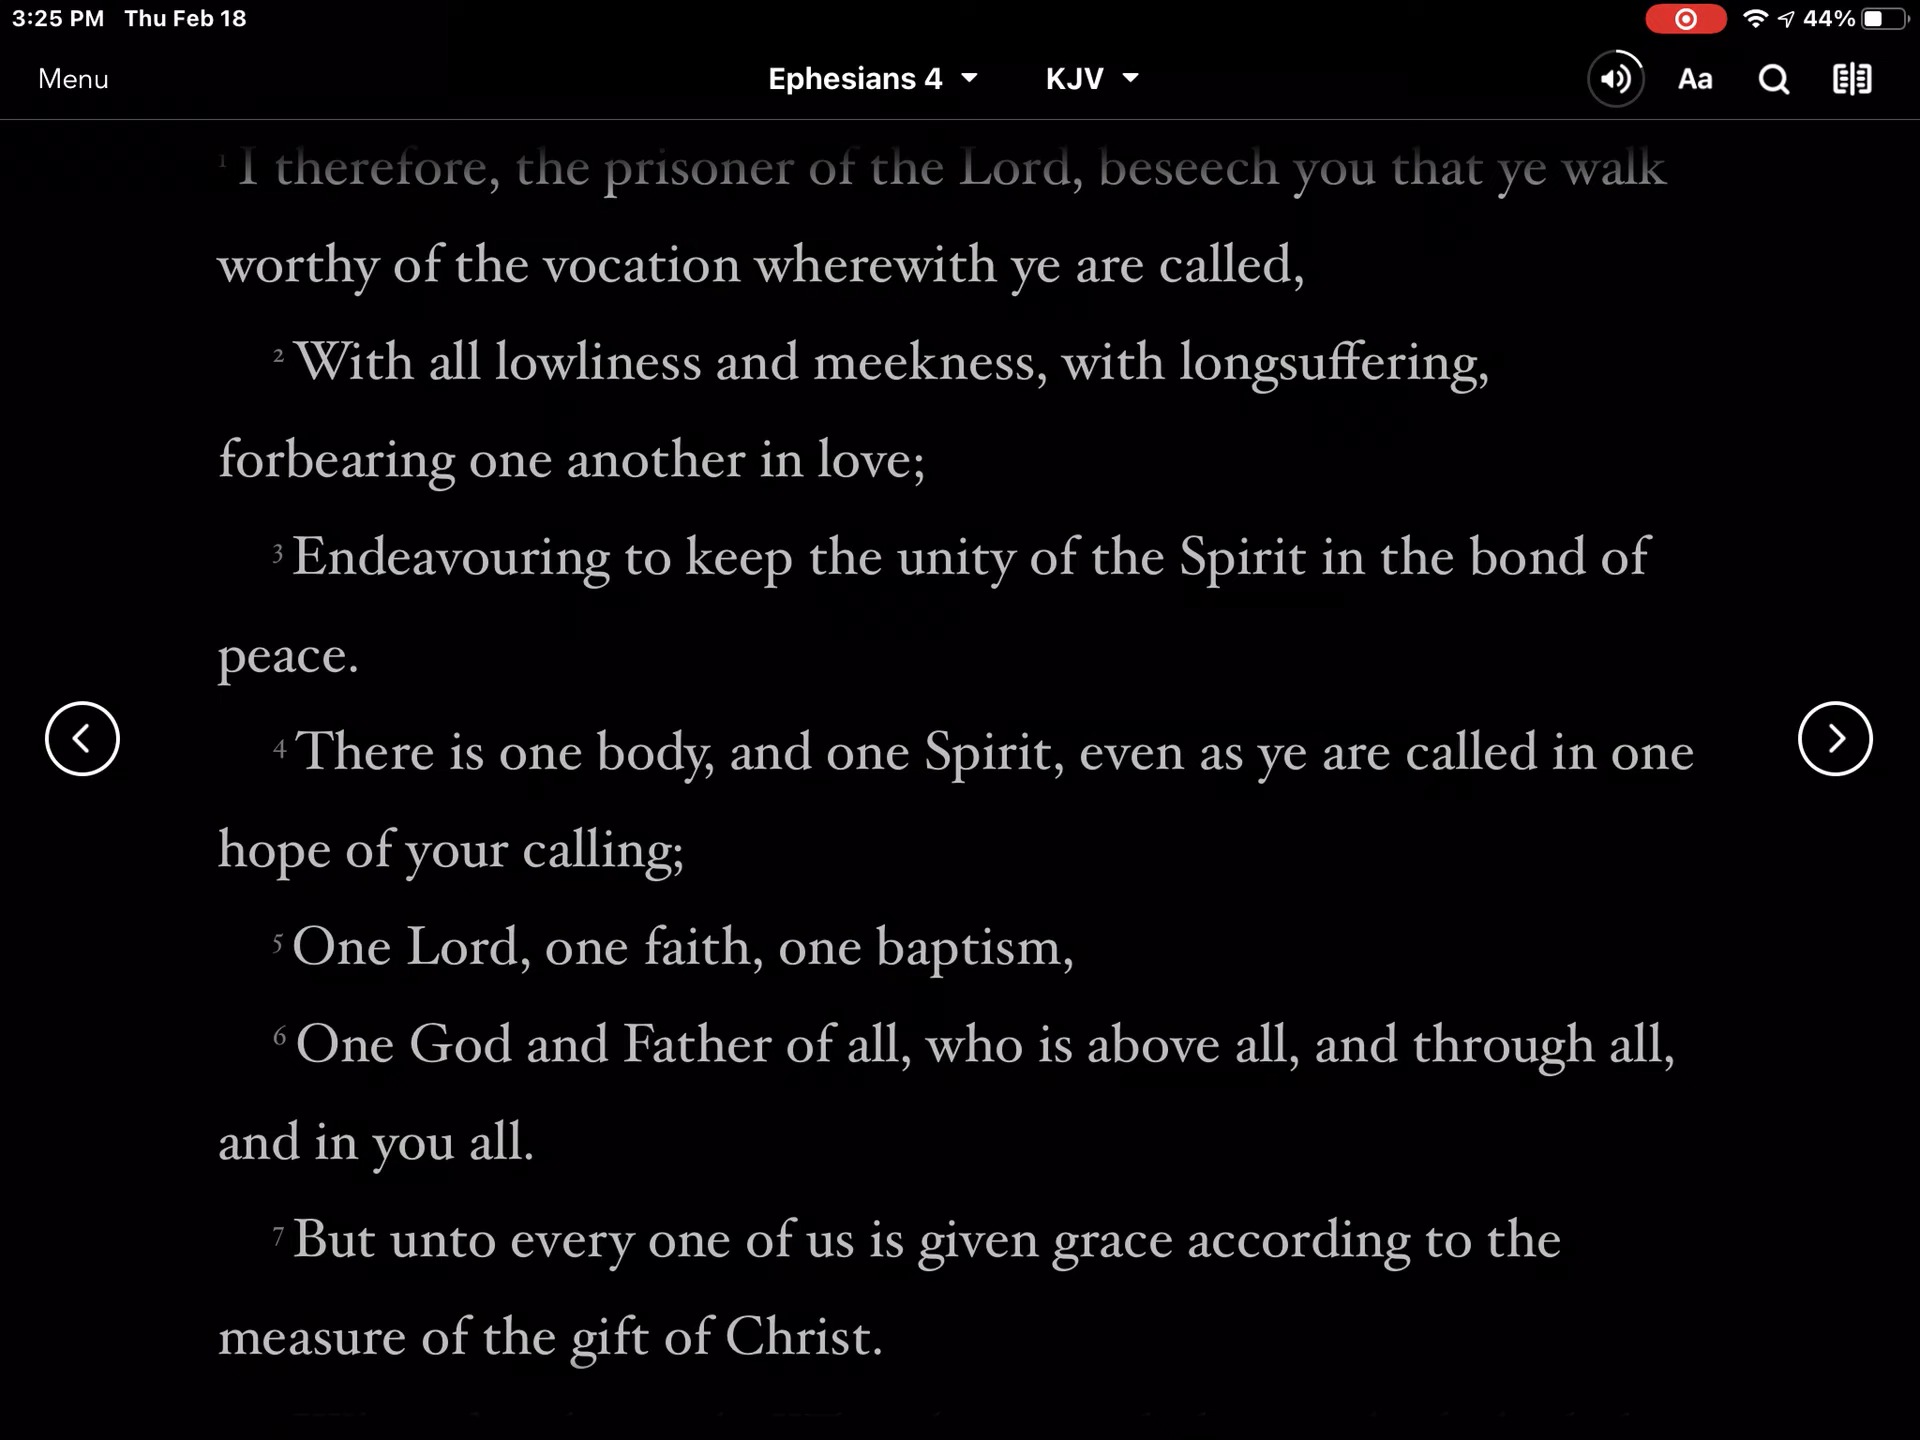 3:25 PM Thu Feb 18 44%
Menu Ephesians 4 KJV Aa
1 I therefore, the prisoner of the Lord, beseech you that ye walk
worthy of the vocation wherewith ye are called,
2 With all lowliness and meekness, with longsuffering,
forbearing one another in love;
3 Endeavouring to keep the unity of the Spirit in the bond of
peace.
4 There is one body, and one Spirit, even as ye are called in one
hope of your calling;
5 One Lord, one faith, one baptism,
6 One God and Father of all, who is above all, and through all,
and in you all.
7 But unto every one of us is given grace according to the
measure of the gift of Christ.